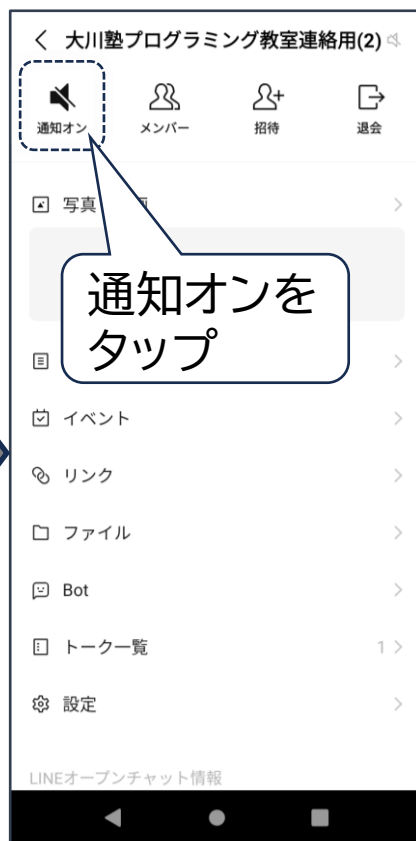 大川塾プログラミング教室連絡用(2)
通知オン
メンバー
招待
退会
写真
通知オンを
タップ
イベント
リンク
ファイル
Bot
トーク一覧
1
設定
LINEオープンチャット情報